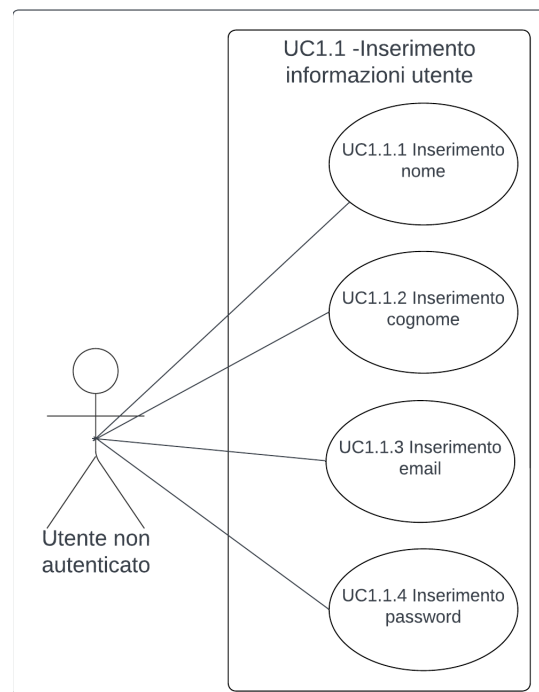 UC1.1 -Inserimento
informazioni utente
UC1.1.1 Inserimento
nome
UC1.1.2 Inserimento
cognome
UC1.1.3 Inserimento
email
Utente non
autenticato
UC1.1.4 Inserimento
password